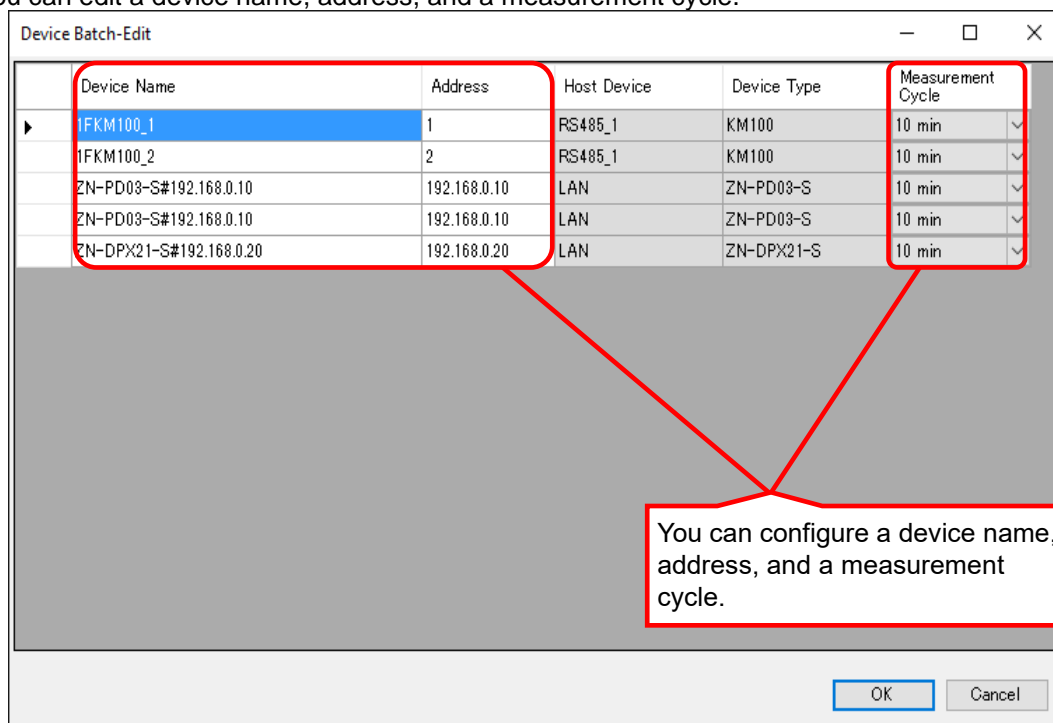 ou can edit a device name, address, and a measurement cycle.
Device Batch-Edit
Device Name Address Host Device Device Type Measurement Cycle
1FKM100_1 1 RS485_1 KM100 10 min
1FKM100_2 2 RS485_1 KM100 10 min
ZN-PD03-S#192.168.0.10 192.168.0.10 LAN ZN-PD03-S 10 min
ZN-PD03-S#192.168.0.10 192.168.0.10 LAN ZN-PD03-S 10 min
ZN-DPX21-S#192.168.0.20 192.168.0.20 LAN ZN-DPX21-S 10 min
You can configure a device name,
address, and a measurement
cycle.
OK Cancel